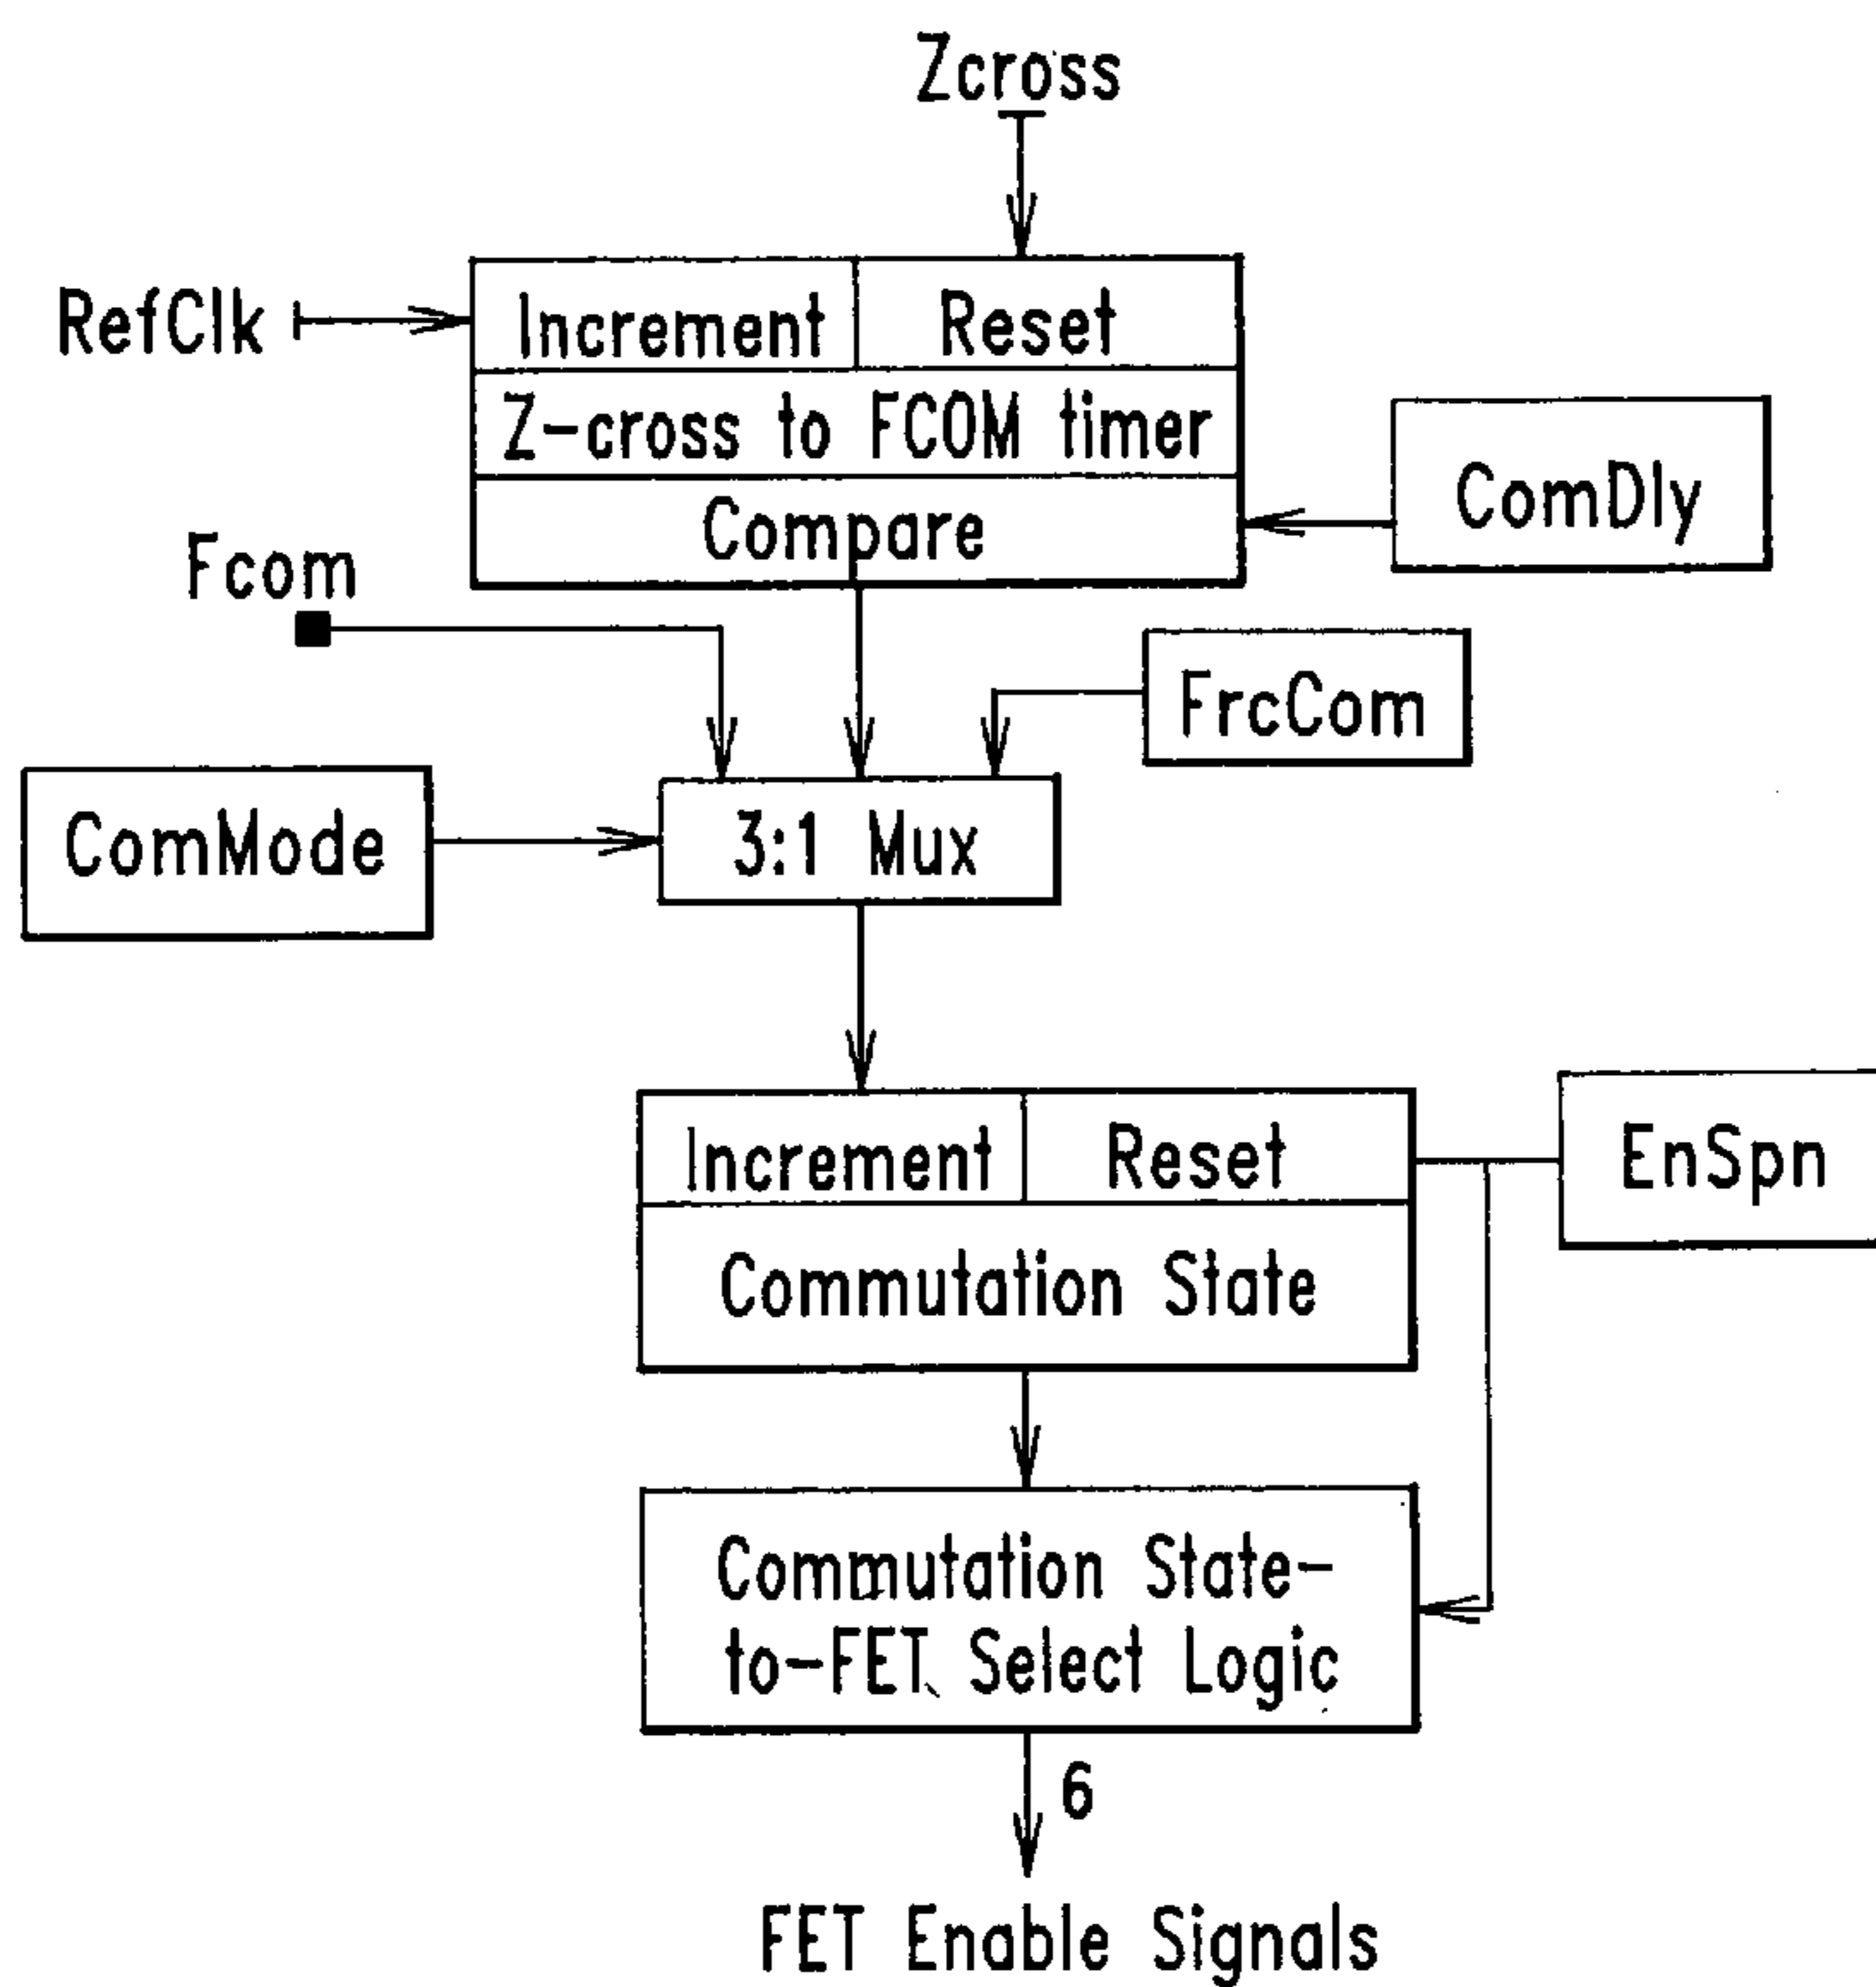 Zcross
RefClk
Increment
Reset
Z-cross to FCOM timer
Compare
ComDly
Fcom
FrcCom
ComMode
3:1 Mux
Increment
Reset
EnSpn
Commutation State
Commutation State-
to-FET Select Logic
6
FET Enable Signals